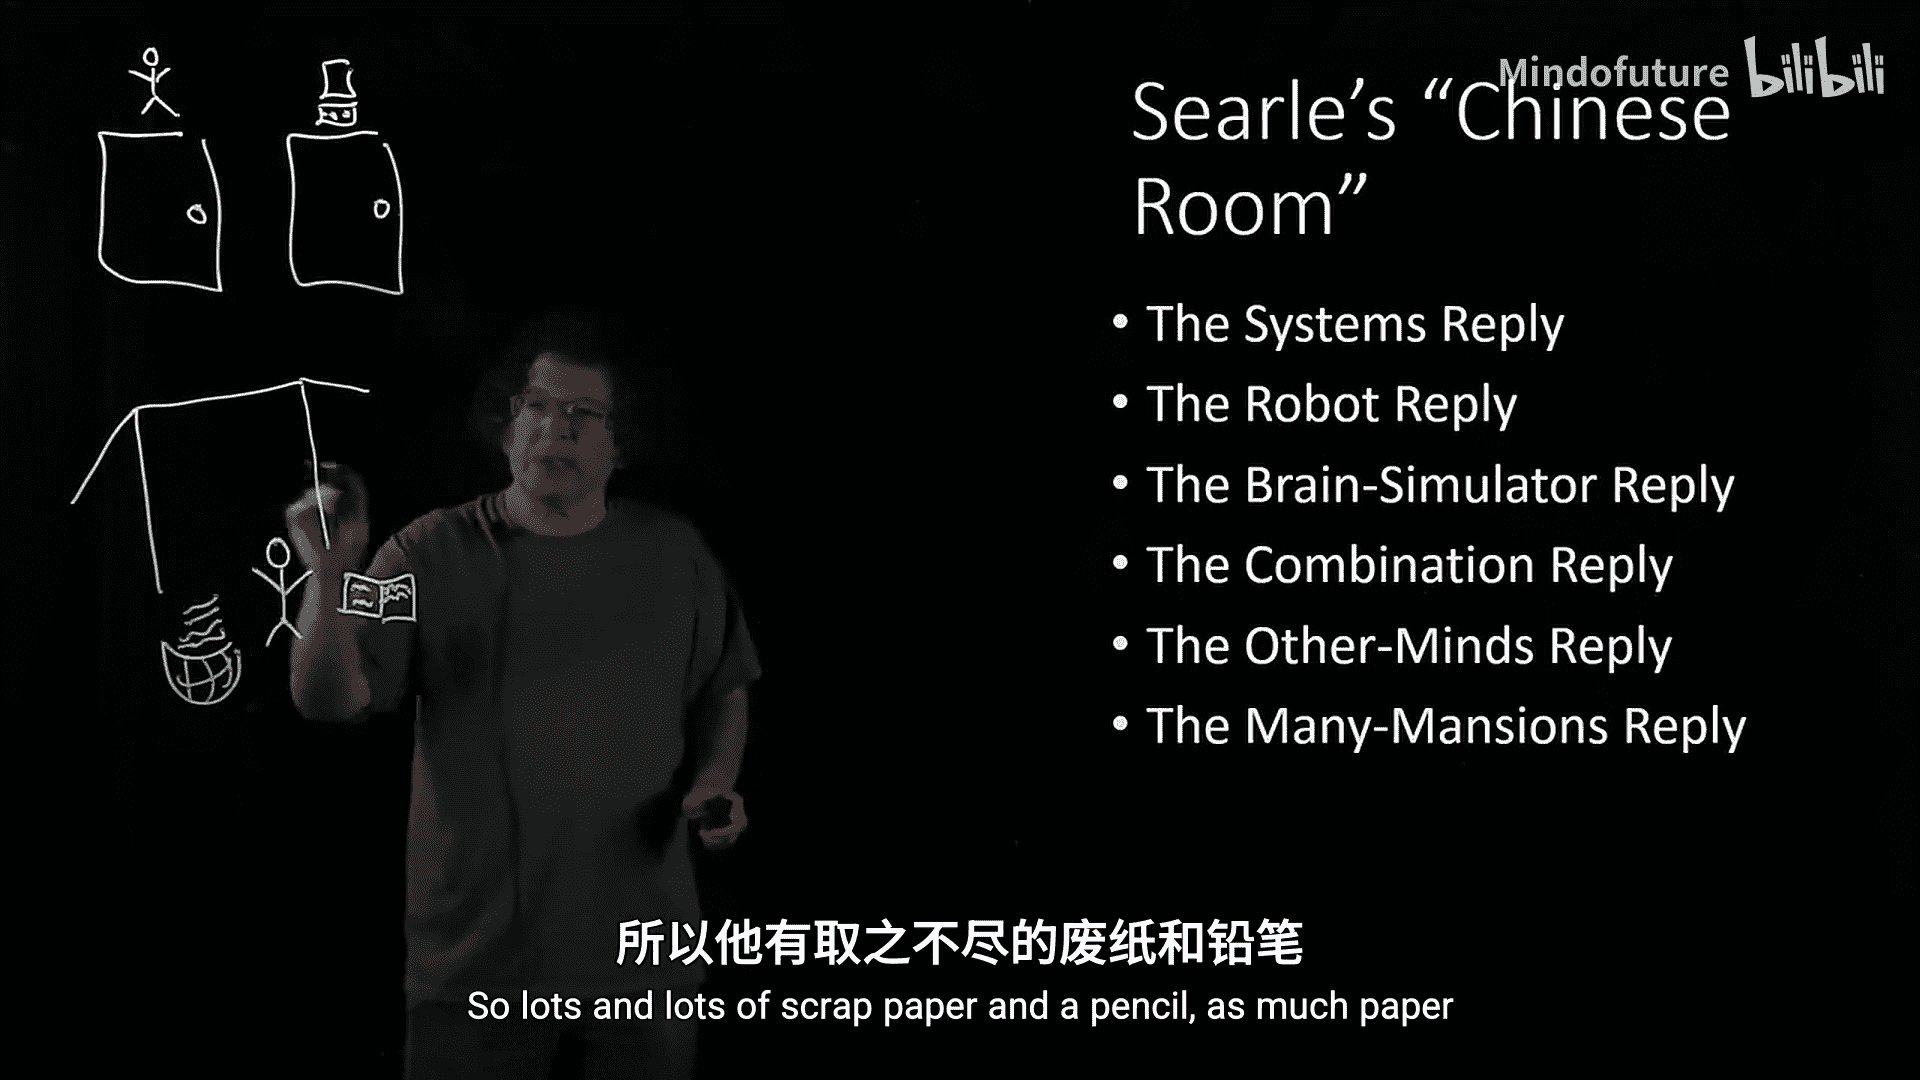 Mindofuture bilibili
Searle’s “Chinese
Room”
• The Systems Reply
• The Robot Reply
• The Brain-Simulator Reply
• The Combination Reply
• The Other-Minds Reply
• The Many-Mansions Reply
所以他有取之不尽的废纸和铅笔
So lots and lots of scrap paper and a pencil, as much paper